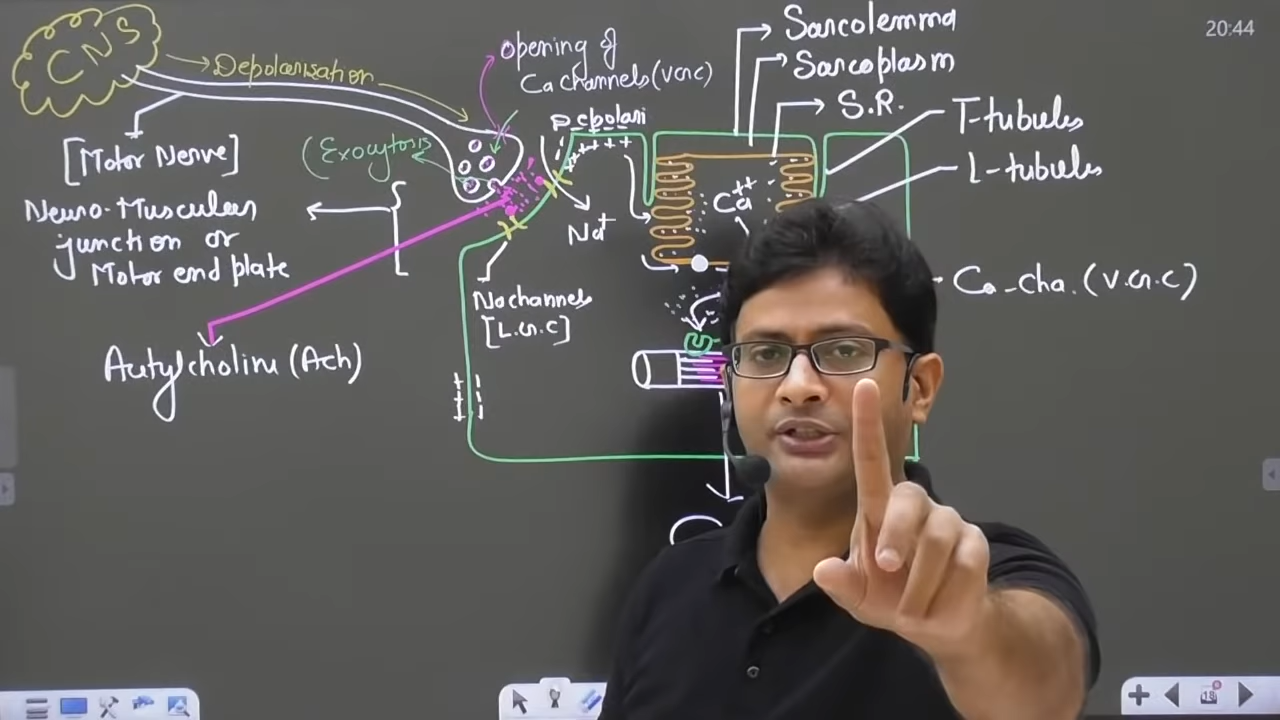 20:44
CNS
Depolarisation
opening of
Ca channels (VGC)
Sarcolemma
Sarcoplasm
S.R.
T-tubules
L-tubules
[Motor Nerve]
(Exocytosis
Depolari
+ + + + + +
Neuro-Muscular
junction or
Motor end plate
Na+
Ca++
Ca-cha. (V.G.C)
Na channels
[L.G.C]
Acetylcholine (Ach)
18